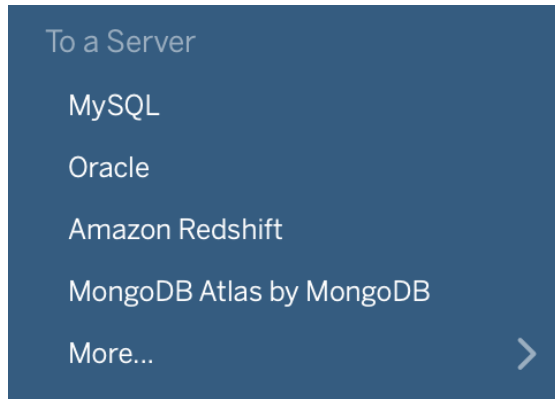 To a Server
MySQL
Oracle
Amazon Redshift
MongoDB Atlas by MongoDB
More...